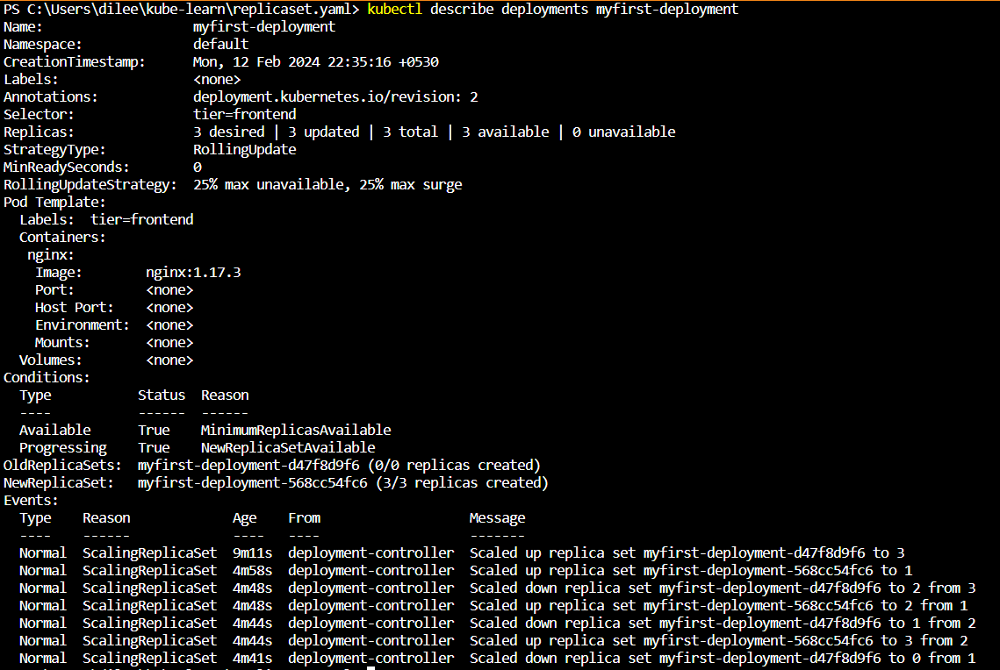 PS C:\Users\dilee\kube-learn\replicaset.yaml> kubectl describe deployments myfirst-deployment
Name:                   myfirst-deployment
Namespace:              default
CreationTimestamp:      Mon, 12 Feb 2024 22:35:16 +0530
Labels:                 <none>
Annotations:            deployment.kubernetes.io/revision: 2
Selector:               tier=frontend
Replicas:               3 desired | 3 updated | 3 total | 3 available | 0 unavailable
StrategyType:           RollingUpdate
MinReadySeconds:        0
RollingUpdateStrategy:  25% max unavailable, 25% max surge
Pod Template:
  Labels:  tier=frontend
  Containers:
   nginx:
    Image:        nginx:1.17.3
    Port:         <none>
    Host Port:    <none>
    Environment:  <none>
    Mounts:       <none>
  Volumes:        <none>
Conditions:
  Type           Status  Reason
  ----           ------  ------
  Available      True    MinimumReplicasAvailable
  Progressing    True    NewReplicaSetAvailable
OldReplicaSets:  myfirst-deployment-d47f8d9f6 (0/0 replicas created)
NewReplicaSet:   myfirst-deployment-568cc54fc6 (3/3 replicas created)
Events:
  Type    Reason             Age    From                   Message
  ----    ------             ----   ----                   -------
  Normal  ScalingReplicaSet  9m11s  deployment-controller  Scaled up replica set myfirst-deployment-d47f8d9f6 to 3
  Normal  ScalingReplicaSet  4m58s  deployment-controller  Scaled up replica set myfirst-deployment-568cc54fc6 to 1
  Normal  ScalingReplicaSet  4m48s  deployment-controller  Scaled down replica set myfirst-deployment-d47f8d9f6 to 2 from 3
  Normal  ScalingReplicaSet  4m48s  deployment-controller  Scaled up replica set myfirst-deployment-568cc54fc6 to 2 from 1
  Normal  ScalingReplicaSet  4m44s  deployment-controller  Scaled down replica set myfirst-deployment-d47f8d9f6 to 1 from 2
  Normal  ScalingReplicaSet  4m44s  deployment-controller  Scaled up replica set myfirst-deployment-568cc54fc6 to 3 from 2
  Normal  ScalingReplicaSet  4m41s  deployment-controller  Scaled down replica set myfirst-deployment-d47f8d9f6 to 0 from 1